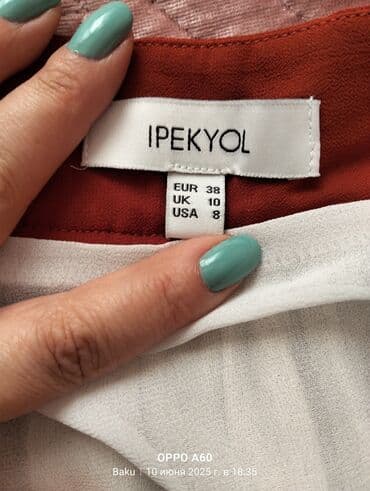 IPEKYOL
EUR 38
UK 10
USA 8
OPPO A60
Baku | 10 июня 2025 г. в 18:35